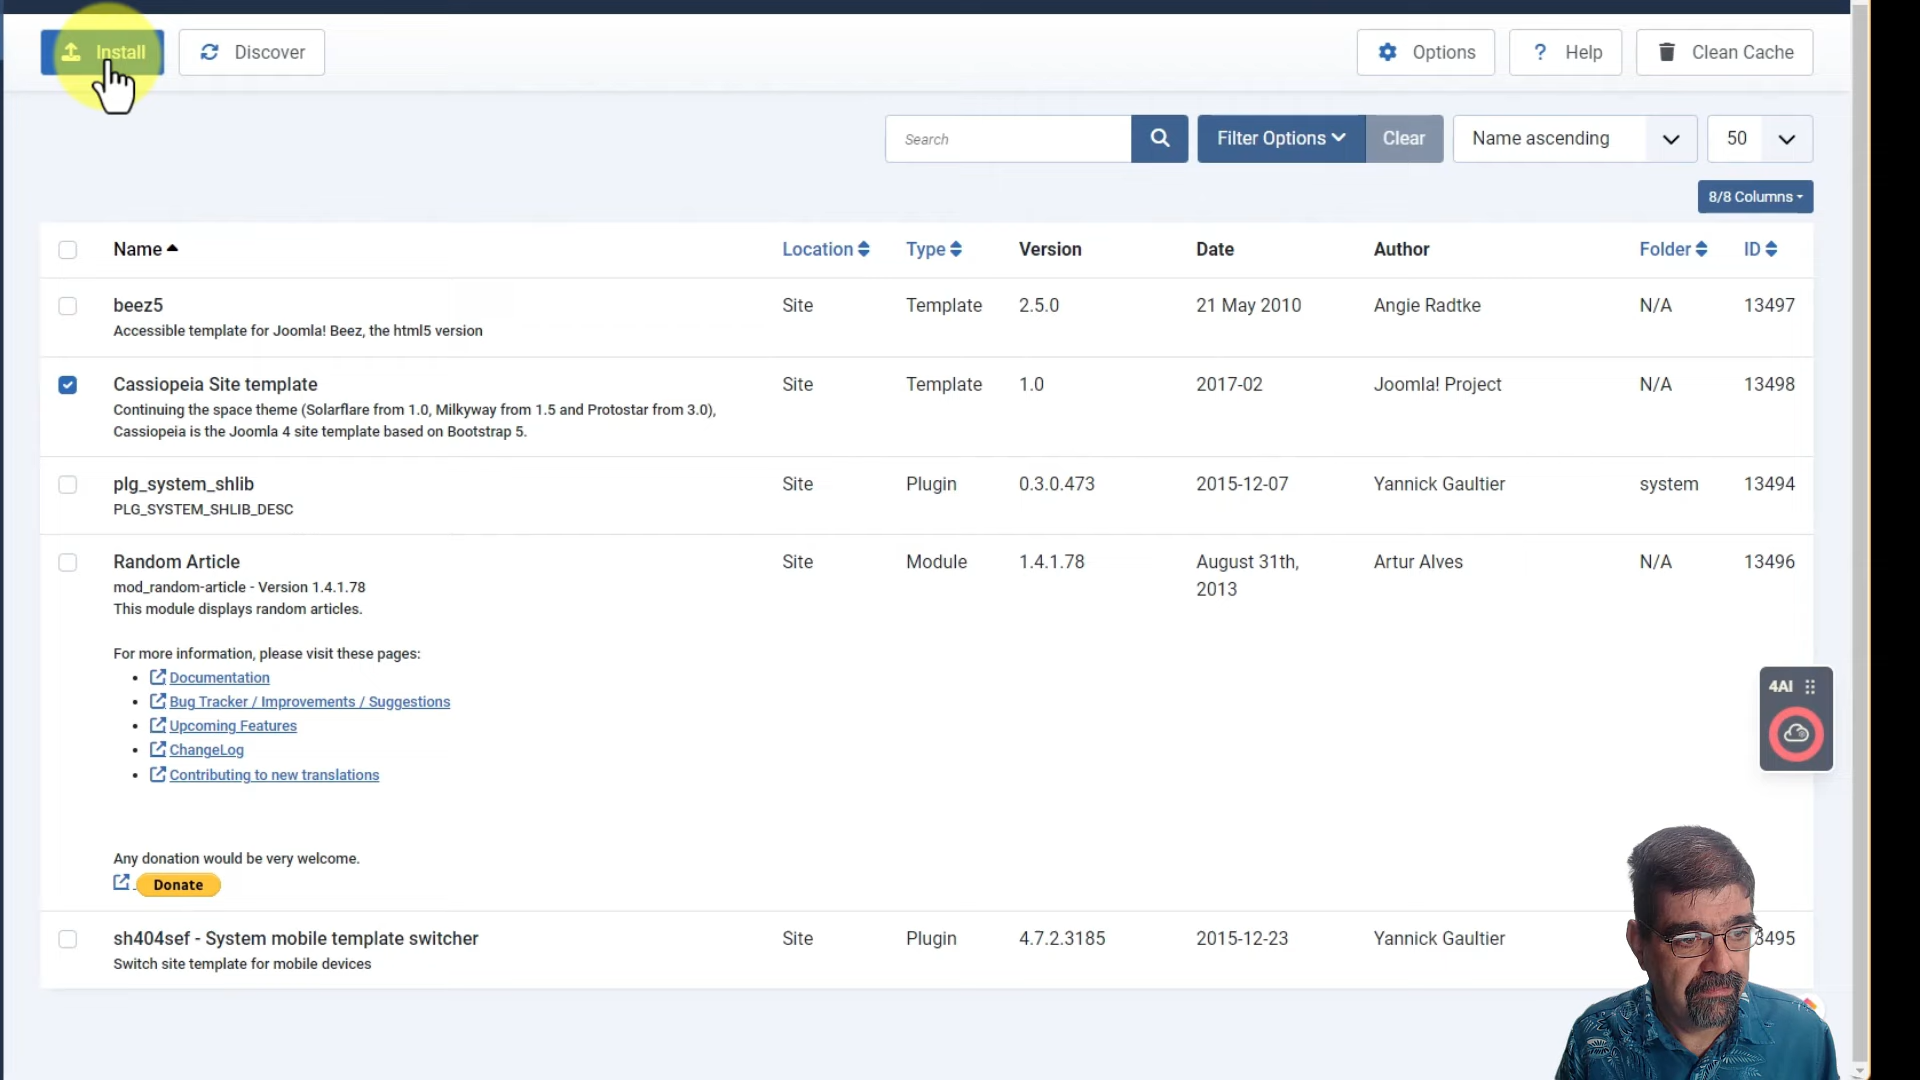 Install
Discover
Options
Help
Clean Cache
Search
Filter Options
Clear
Name ascending
50
8/8 Columns
Name
Location
Type
Version
Date
Author
Folder
ID
beez5
Accessible template for Joomla! Beez, the html5 version
Site
Template
2.5.0
21 May 2010
Angie Radtke
N/A
13497
Cassiopeia Site template
Continuing the space theme (Solarflare from 1.0, Milkyway from 1.5 and Protostar from 3.0),
Cassiopeia is the Joomla 4 site template based on Bootstrap 5.
Site
Template
1.0
2017-02
Joomla! Project
N/A
13498
plg_system_shlib
PLG_SYSTEM_SHLIB_DESC
Site
Plugin
0.3.0.473
2015-12-07
Yannick Gaultier
system
13494
Random Article
mod_random-article - Version 1.4.1.78
This module displays random articles.
Site
Module
1.4.1.78
August 31th,
2013
Artur Alves
N/A
13496
For more information, please visit these pages:
Documentation
Bug Tracker / Improvements / Suggestions
Upcoming Features
ChangeLog
Contributing to new translations
Any donation would be very welcome.
Donate
4AI
sh404sef - System mobile template switcher
Switch site template for mobile devices
Site
Plugin
4.7.2.3185
2015-12-23
Yannick Gaultier
3495